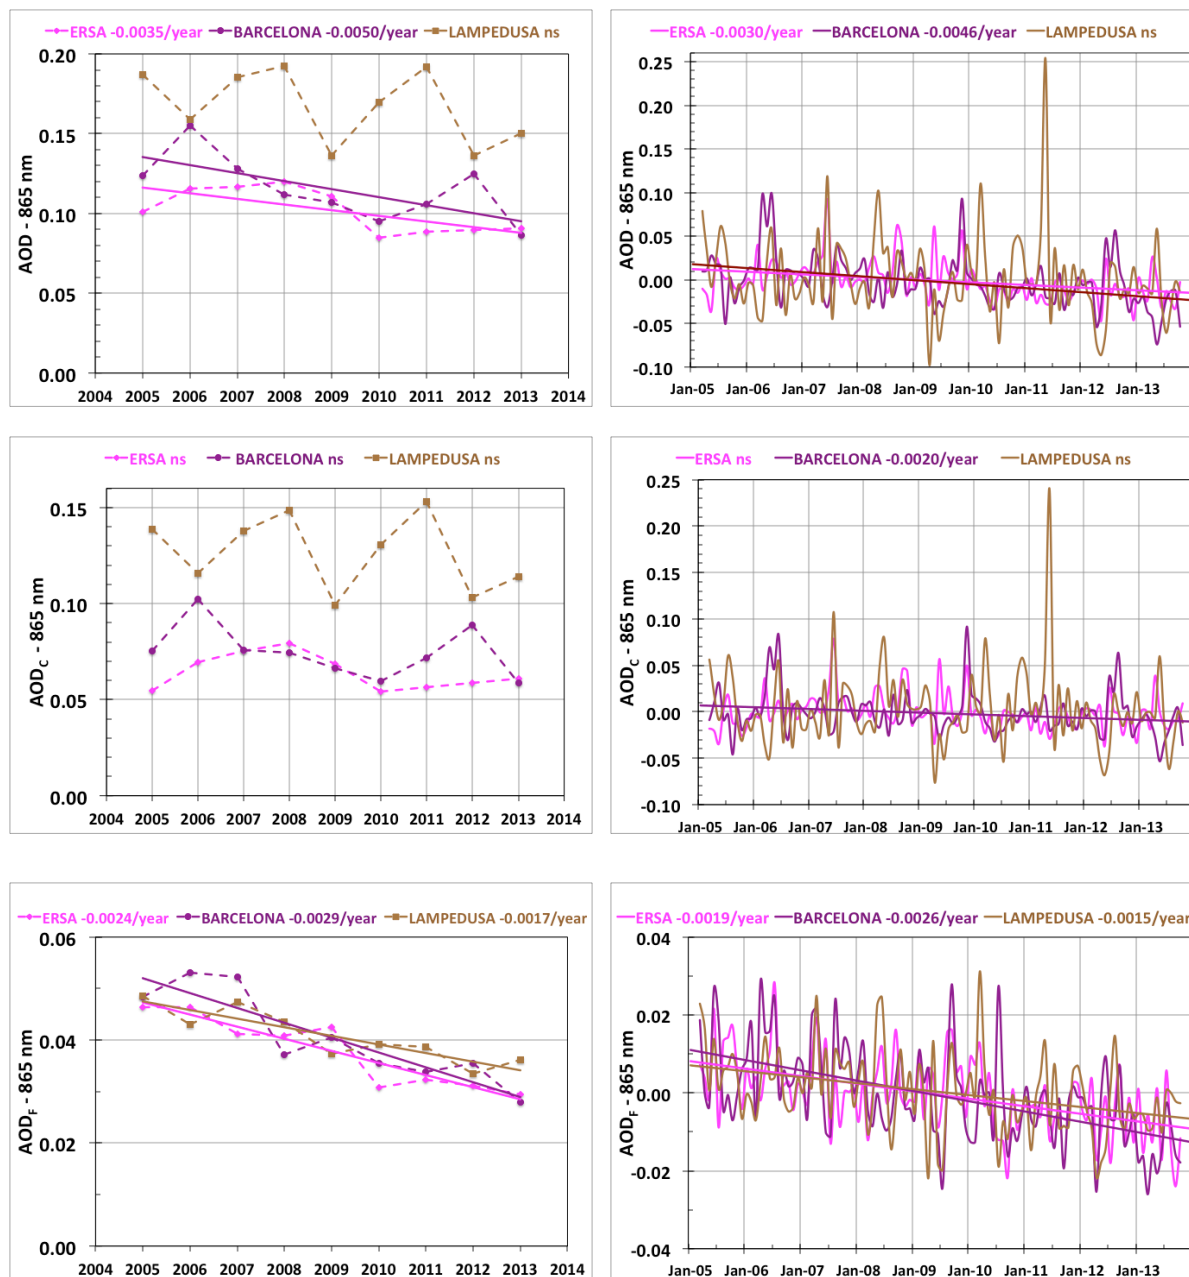 ERSA -0.0035/year BARCELONA -0.0050/year LAMPEDUSA ns
0.20
0.15
0.10
0.05
0.00
AOD - 865 nm
2004 2005 2006 2007 2008 2009 2010 2011 2012 2013 2014
ERSA -0.0030/year BARCELONA -0.0046/year LAMPEDUSA ns
0.25
0.20
0.15
0.10
0.05
0.00
-0.05
-0.10
AOD - 865 nm
Jan-05 Jan-06 Jan-07 Jan-08 Jan-09 Jan-10 Jan-11 Jan-12 Jan-13
ERSA ns BARCELONA ns LAMPEDUSA ns
0.15
0.10
0.05
0.00
AODC - 865 nm
2004 2005 2006 2007 2008 2009 2010 2011 2012 2013 2014
ERSA ns BARCELONA -0.0020/year LAMPEDUSA ns
0.25
0.20
0.15
0.10
0.05
0.00
-0.05
-0.10
AODC - 865 nm
Jan-05 Jan-06 Jan-07 Jan-08 Jan-09 Jan-10 Jan-11 Jan-12 Jan-13
ERSA -0.0024/year BARCELONA -0.0029/year LAMPEDUSA -0.0017/year
0.06
0.04
0.02
0.00
AODF - 865 nm
2004 2005 2006 2007 2008 2009 2010 2011 2012 2013 2014
ERSA -0.0019/year BARCELONA -0.0026/year LAMPEDUSA -0.0015/year
0.04
0.02
0.00
-0.02
-0.04
AODF - 865 nm
Jan-05 Jan-06 Jan-07 Jan-08 Jan-09 Jan-10 Jan-11 Jan-12 Jan-13